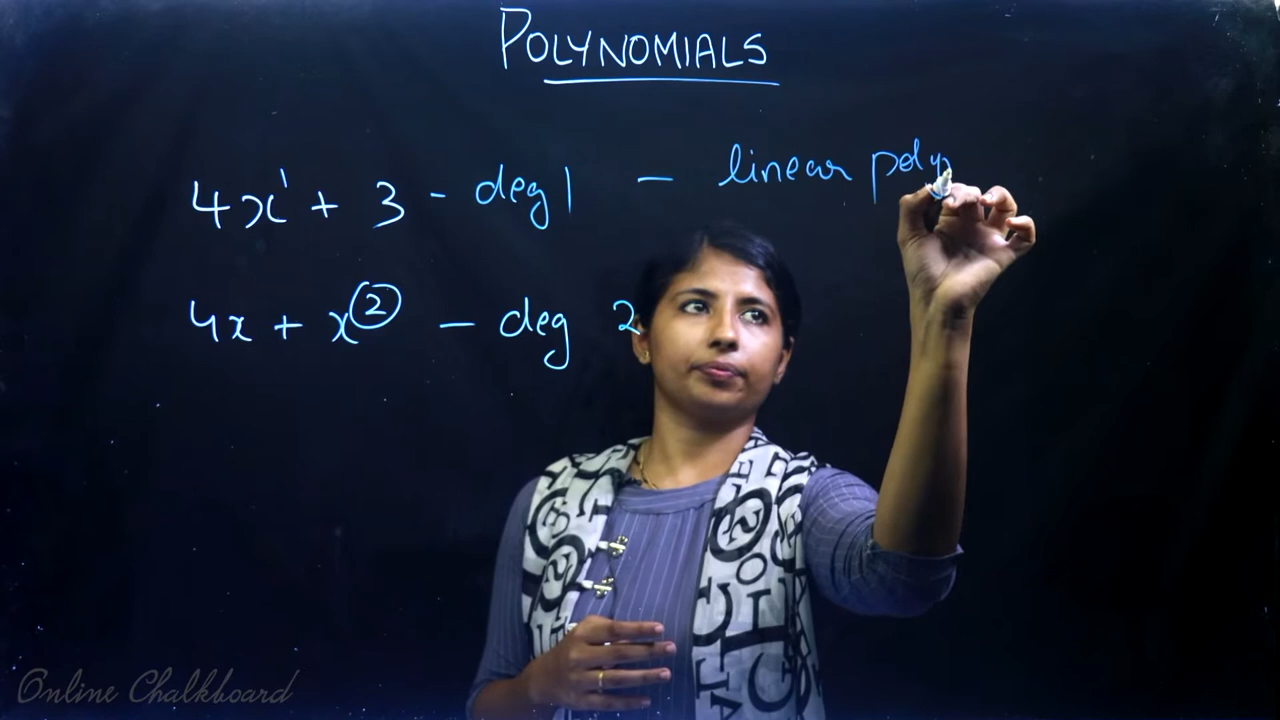 POLYNOMIALS
4x¹ + 3 - deg 1 — linear poly
4x + x² — deg 2
Online Chalkboard